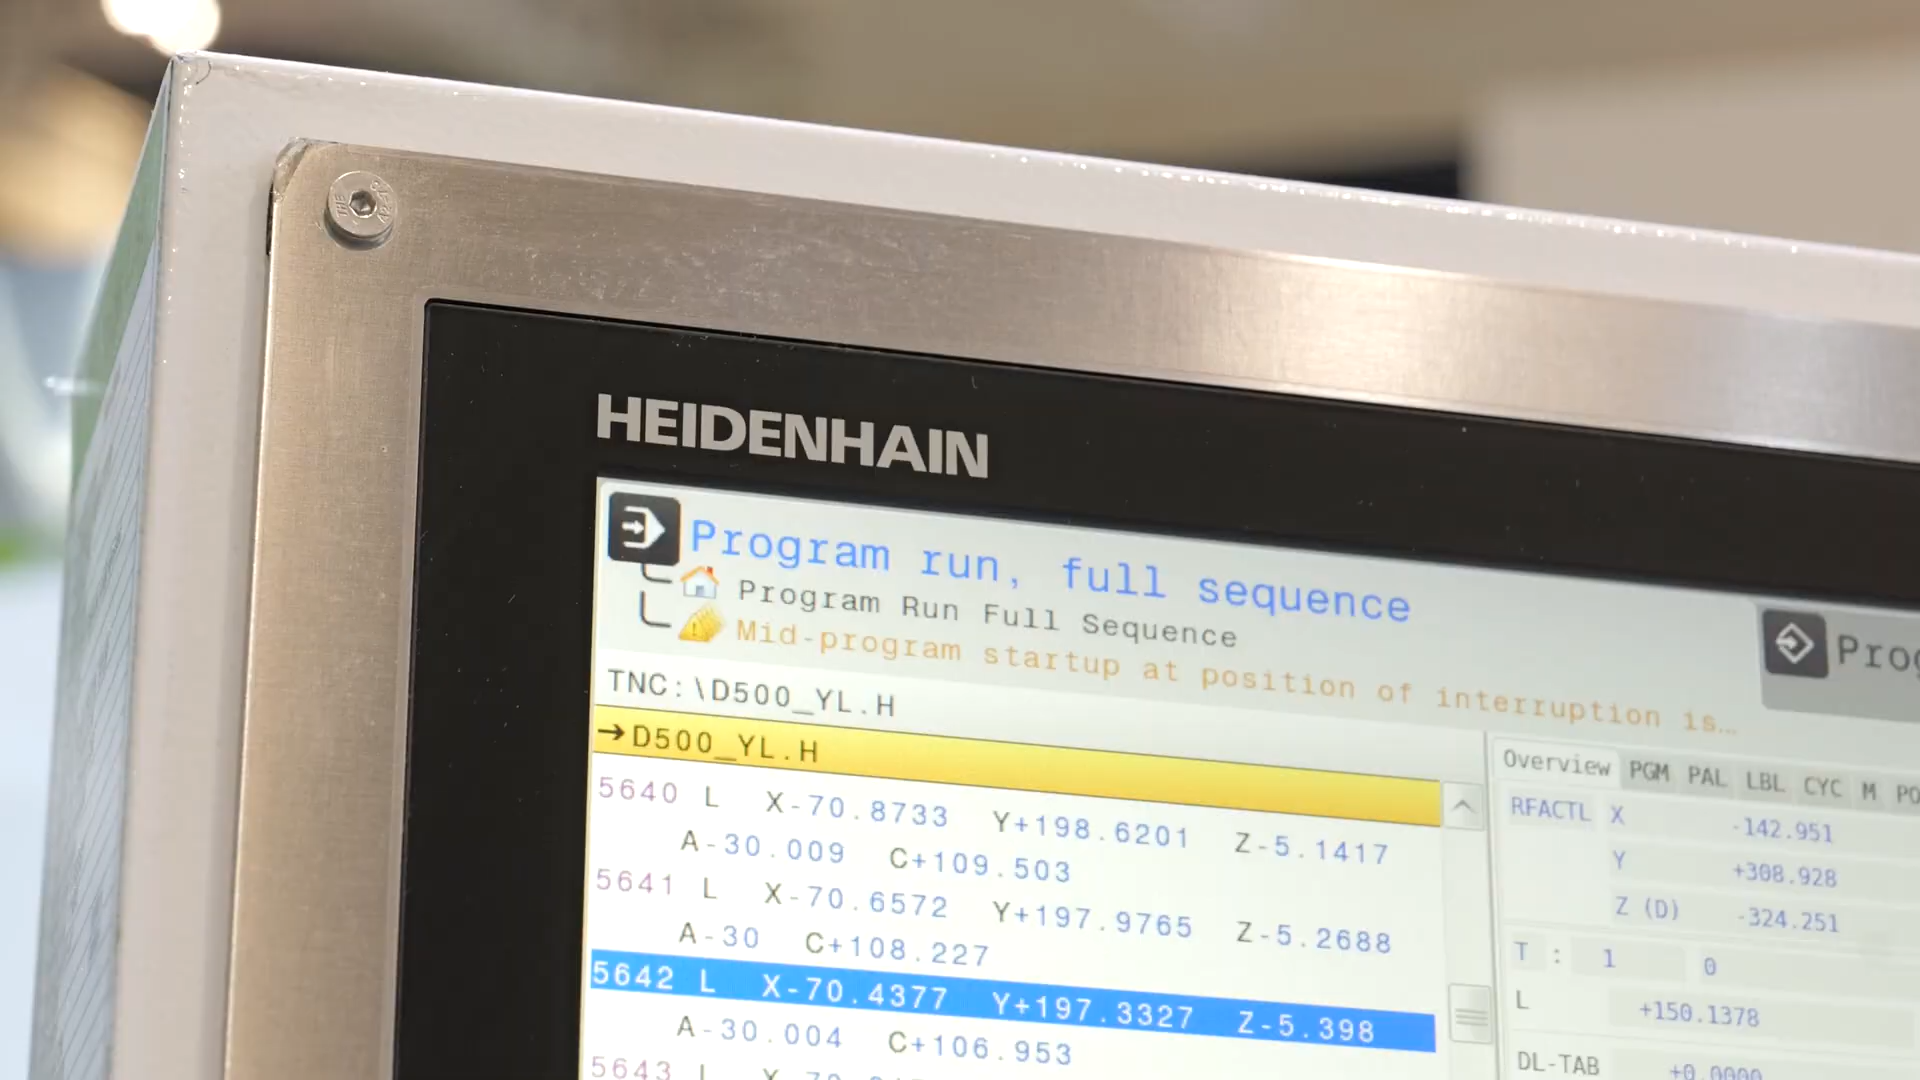 HEIDENHAIN
Program run, full sequence
Program Run Full Sequence
Mid-program startup at position of interruption is…
TNC:\D500_YL.H
→D500_YL.H
5640 L X-70.8733 Y+198.6201 Z-5.1417
A-30.009 C+109.503
5641 L X-70.6572 Y+197.9765 Z-5.2688
A-30 C+108.227
5642 L X-70.4377 Y+197.3327 Z-5.398
A-30.004 C+106.953
5643 L
Overview PGM PAL LBL CYC M
RFACTL X -142.951
Y +308.928
Z (D) -324.251
T : 1 0
L +150.1378
DL-TAB +0.0000